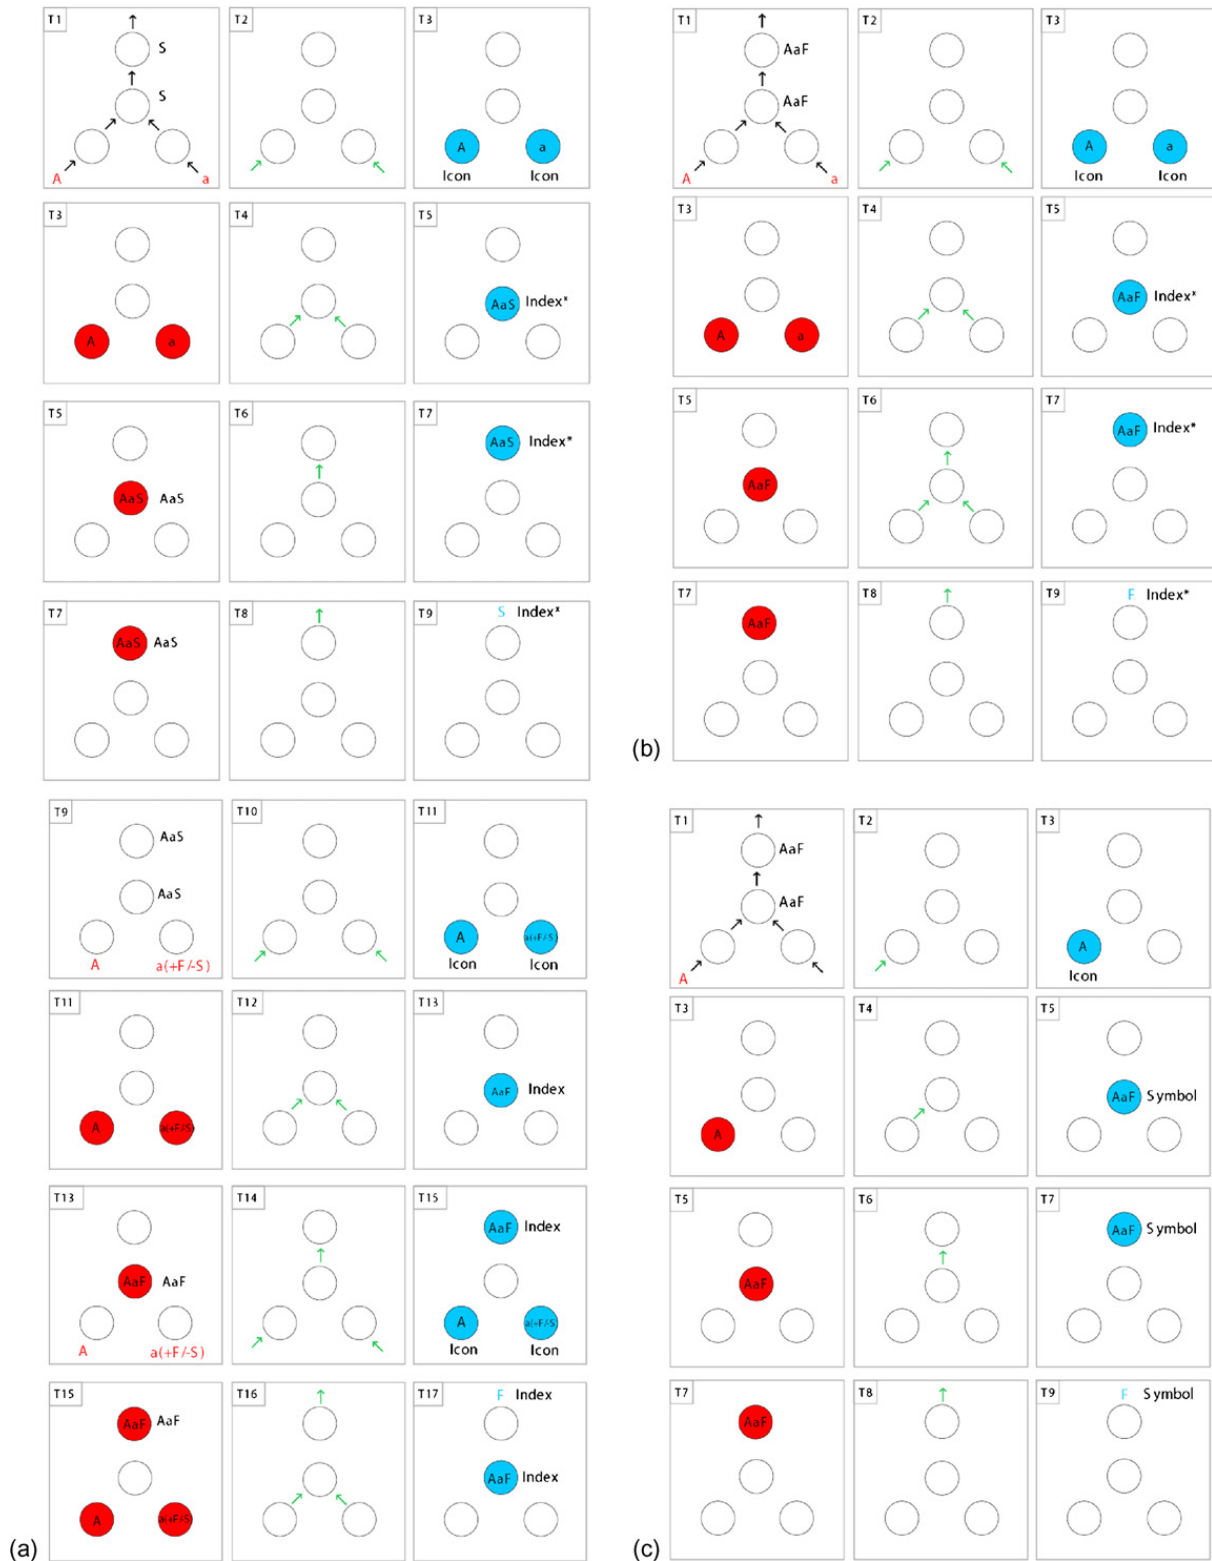 T1
S
S
A
a
T2
T3
A
a
Icon
Icon
T3
A
a
T4
T5
AaS
Index*
T5
AaS
AaS
T6
T7
AaS
Index*
T7
AaS
AaS
T8
T9
S
Index*
T9
AaS
AaS
A
a(+F/-S)
T10
T11
A
a(+F/-S)
Icon
Icon
T11
A
a(+F/-S)
T12
T13
AaF
Index
T13
AaF
AaF
A
a(+F/-S)
T14
T15
AaF
Index
A
a(+F/-S)
Icon
Icon
T15
AaF
AaF
A
a(+F/-S)
T16
T17
F
Index
AaF
Index
(a)
T1
AaF
AaF
A
a
T2
T3
A
a
Icon
Icon
T3
A
a
T4
T5
AaF
Index*
T5
AaF
T6
T7
AaF
Index*
T7
AaF
T8
T9
F
Index*
(b)
T1
AaF
AaF
A
T2
T3
A
Icon
T3
A
T4
T5
AaF
Symbol
T5
AaF
T6
T7
AaF
Symbol
T7
AaF
T8
T9
F
Symbol
(c)